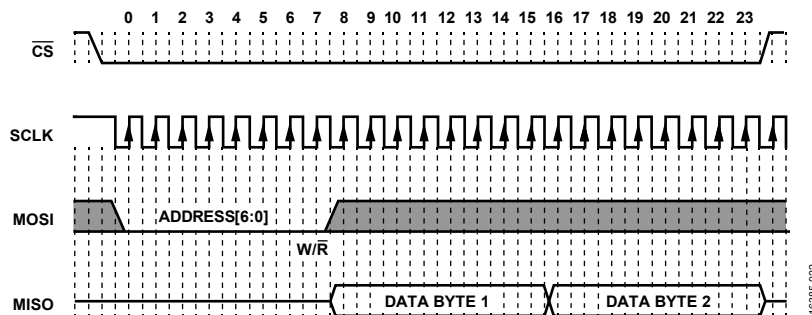 0 1 2 3 4 5 6 7 8 9 10 11 12 13 14 15 16 17 18 19 20 21 22 23
CS
SCLK
MOSI ADDRESS[6:0]
W/R
MISO DATA BYTE 1 DATA BYTE 2